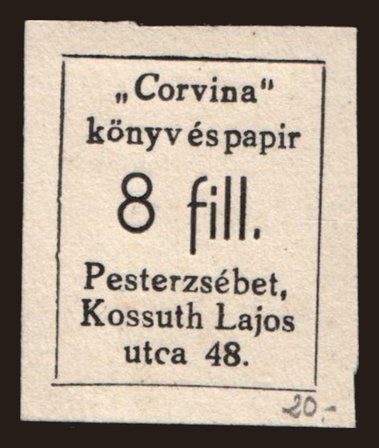 „Corvina"
könyv és papir
8 fill.
Pesterzsébet,
Kossuth Lajos
utca 48.
20.-